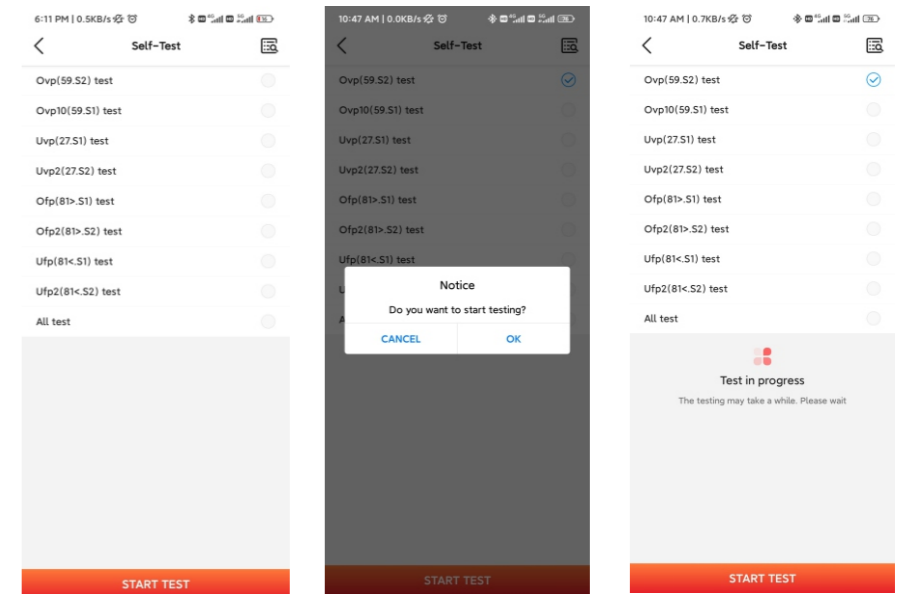 6:11 PM | 0.5KB/s
Self-Test
Ovp(59.S2) test
Ovp10(59.S1) test
Uvp(27.S1) test
Uvp2(27.S2) test
Ofp(81>.S1) test
Ofp2(81>.S2) test
Ufp(81<.S1) test
Ufp2(81<.S2) test
All test
START TEST
10:47 AM | 0.0KB/s
Self-Test
Ovp(59.S2) test
Ovp10(59.S1) test
Uvp(27.S1) test
Uvp2(27.S2) test
Ofp(81>.S1) test
Ofp2(81>.S2) test
Ufp(81<.S1) test
Notice
Do you want to start testing?
CANCEL OK
START TEST
10:47 AM | 0.7KB/s
Self-Test
Ovp(59.S2) test
Ovp10(59.S1) test
Uvp(27.S1) test
Uvp2(27.S2) test
Ofp(81>.S1) test
Ofp2(81>.S2) test
Ufp(81<.S1) test
Ufp2(81<.S2) test
All test
Test in progress
The testing may take a while. Please wait
START TEST